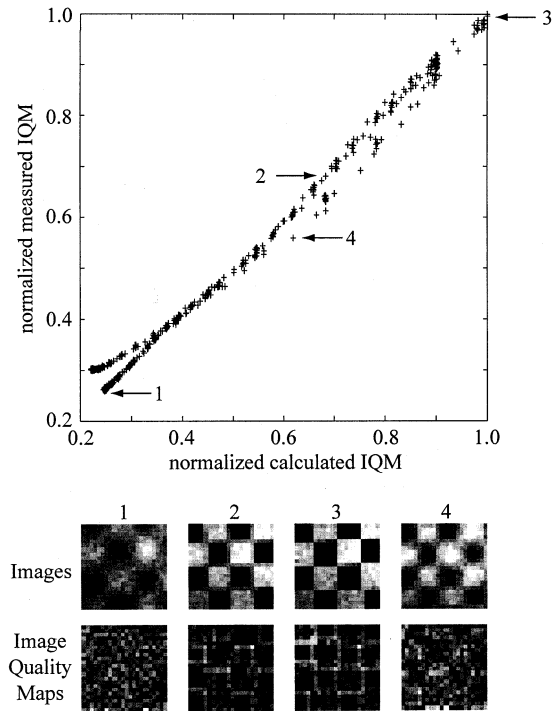 1.0
0.8
0.6
0.4
0.2
normalized measured IQM
3
2
4
1
0.2 0.4 0.6 0.8 1.0
normalized calculated IQM
1 2 3 4
Images
Image
Quality
Maps